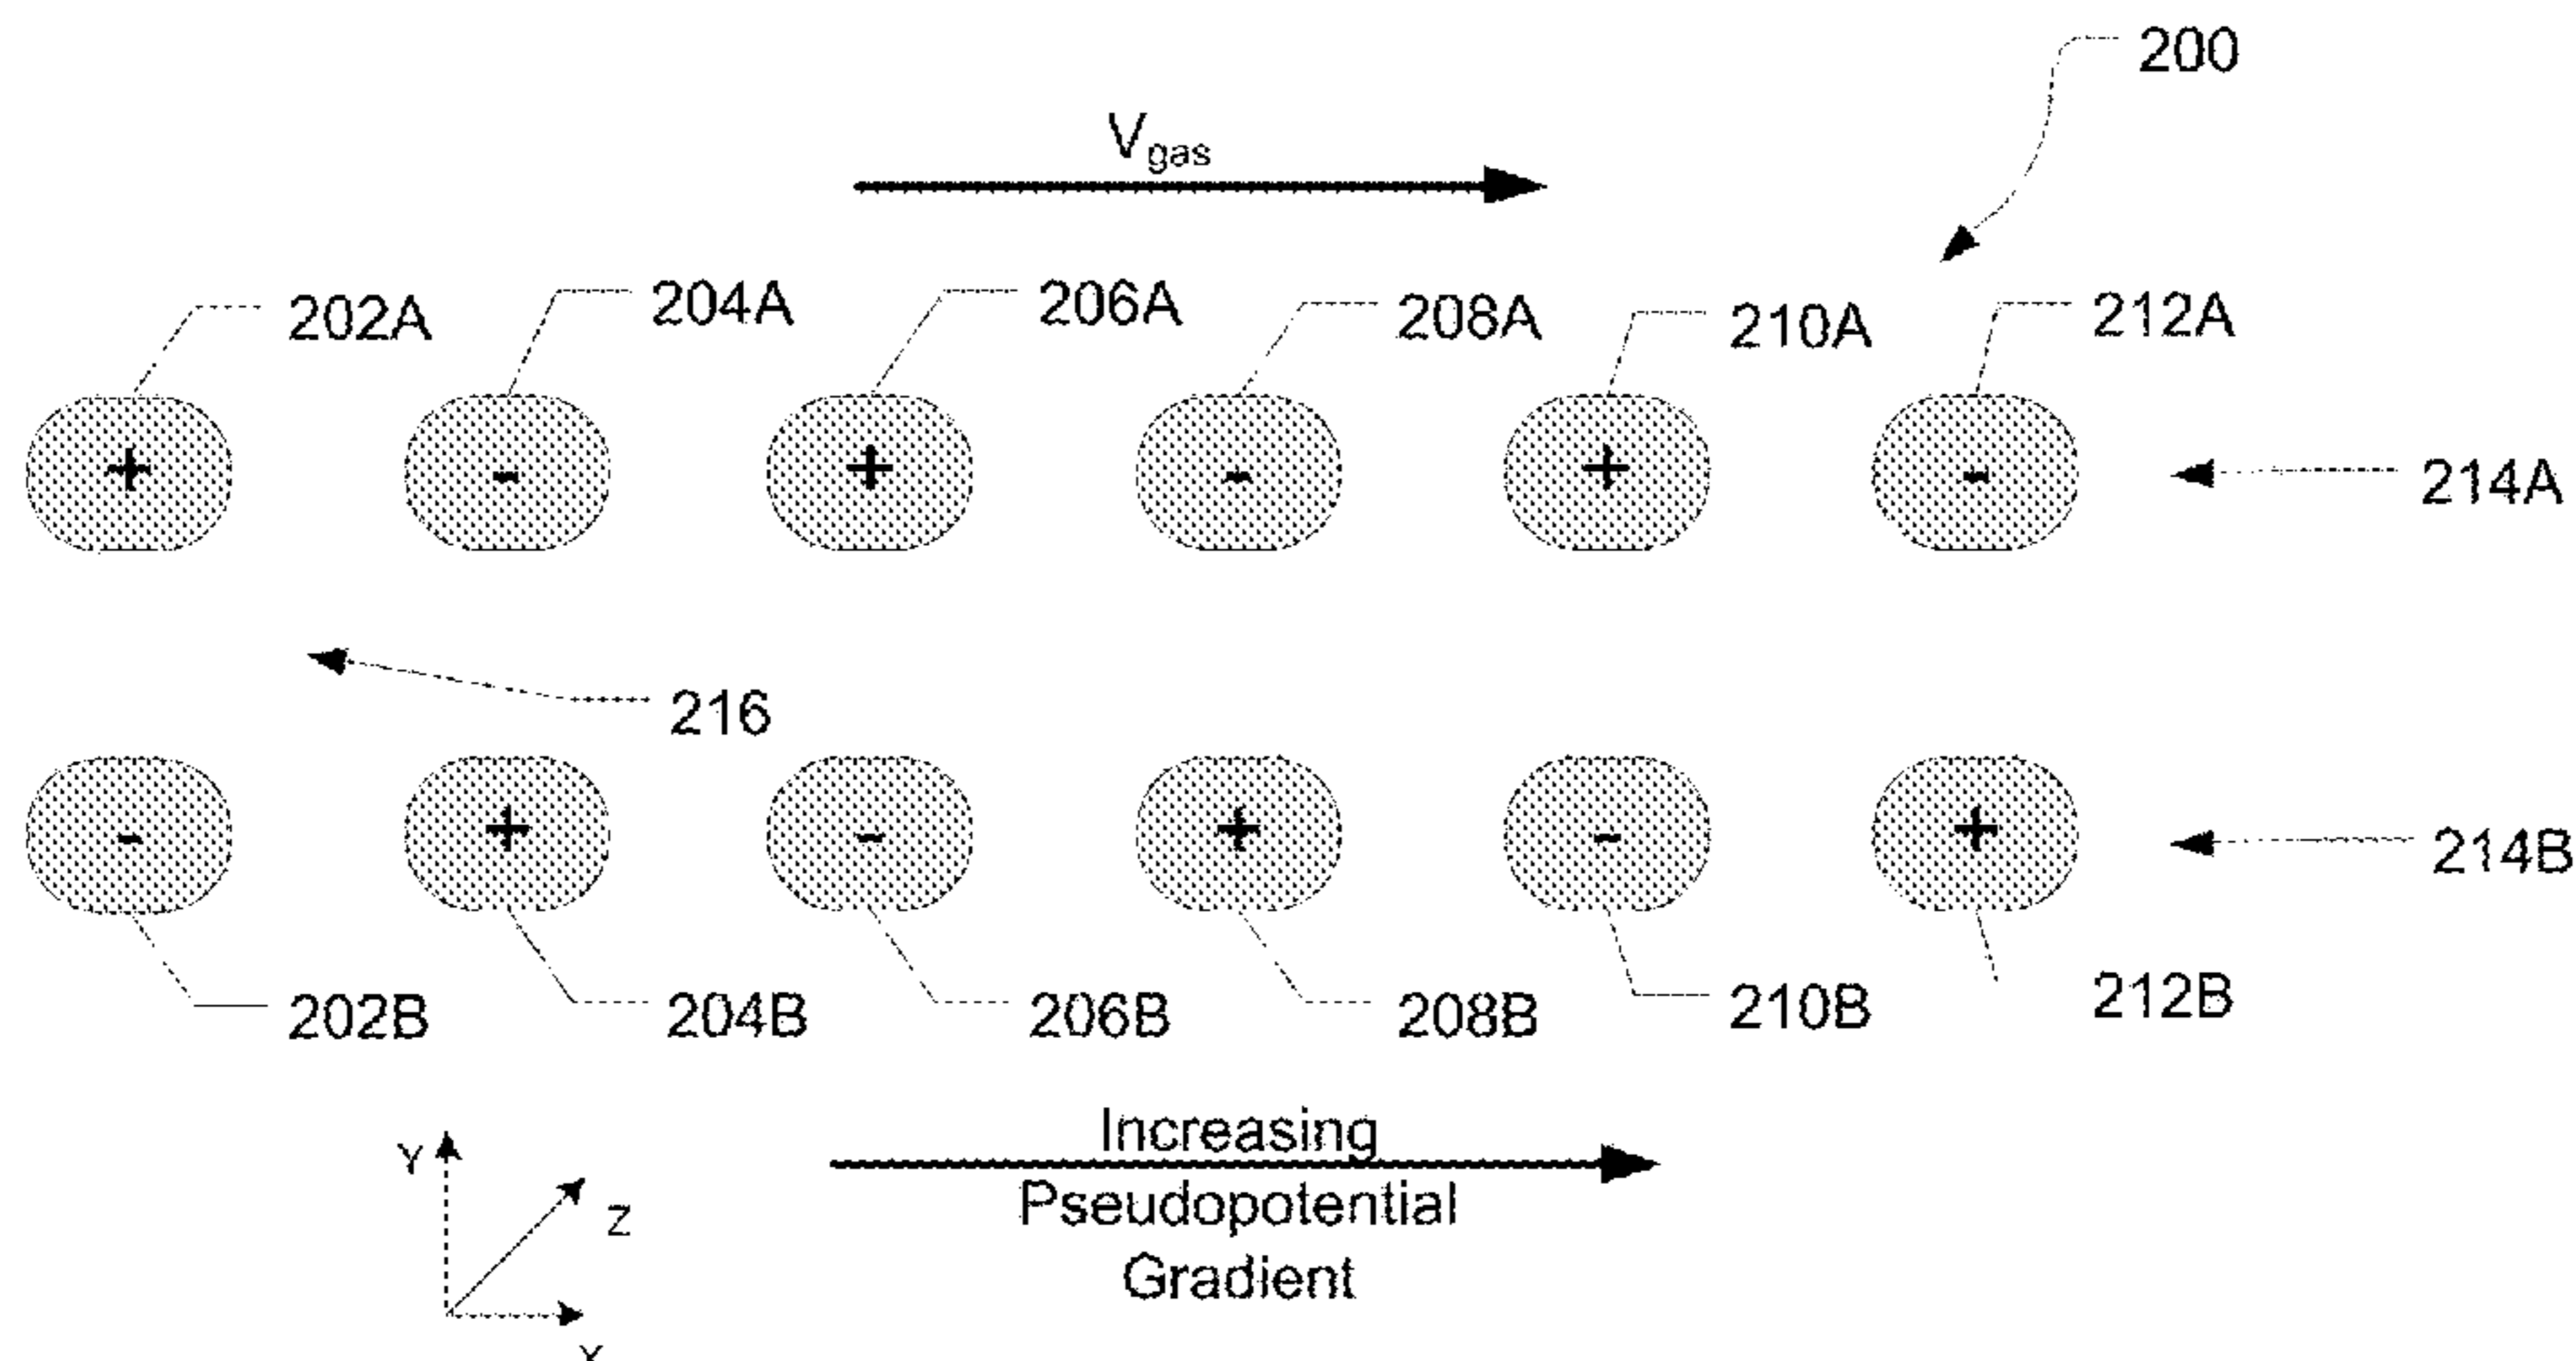 200
Vgas
202A 204A 206A 208A 210A 212A
+ - + - + -
214A
216
- + - + - +
214B
202B 204B 206B 208B 210B 212B
Increasing
Pseudopotential
Gradient
Y
Z
X